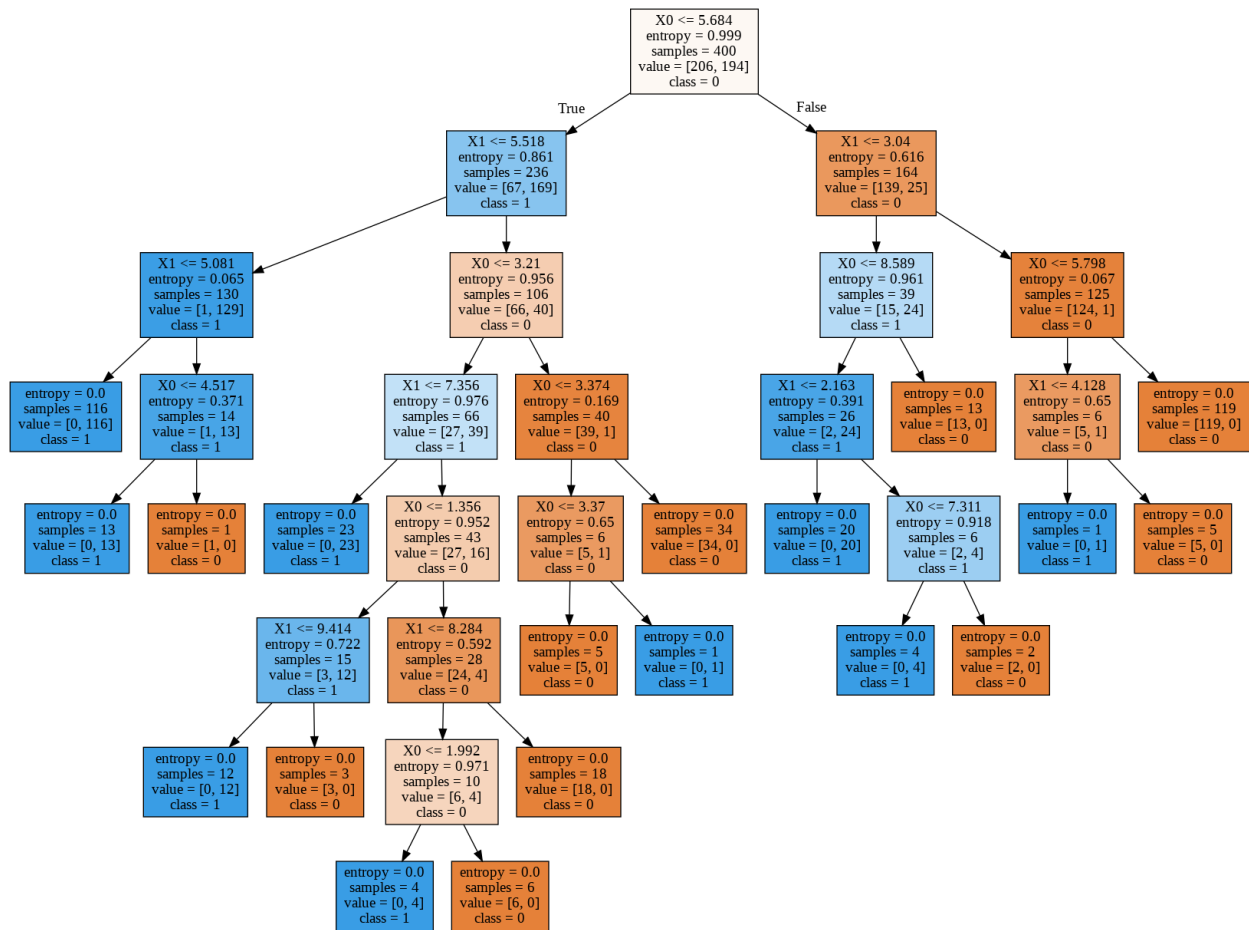 X0 <= 5.684
entropy = 0.999
samples = 400
value = [206, 194]
class = 0
True
False
X1 <= 5.518
entropy = 0.861
samples = 236
value = [67, 169]
class = 1
X1 <= 3.04
entropy = 0.616
samples = 164
value = [139, 25]
class = 0
X1 <= 5.081
entropy = 0.065
samples = 130
value = [1, 129]
class = 1
X0 <= 3.21
entropy = 0.956
samples = 106
value = [66, 40]
class = 0
X0 <= 8.589
entropy = 0.961
samples = 39
value = [15, 24]
class = 1
X0 <= 5.798
entropy = 0.067
samples = 125
value = [124, 1]
class = 0
entropy = 0.0
samples = 116
value = [0, 116]
class = 1
X0 <= 4.517
entropy = 0.371
samples = 14
value = [1, 13]
class = 1
X1 <= 7.356
entropy = 0.976
samples = 66
value = [27, 39]
class = 1
X0 <= 3.374
entropy = 0.169
samples = 40
value = [39, 1]
class = 0
X1 <= 2.163
entropy = 0.391
samples = 26
value = [2, 24]
class = 1
entropy = 0.0
samples = 13
value = [13, 0]
class = 0
X1 <= 4.128
entropy = 0.65
samples = 6
value = [5, 1]
class = 0
entropy = 0.0
samples = 119
value = [119, 0]
class = 0
entropy = 0.0
samples = 13
value = [0, 13]
class = 1
entropy = 0.0
samples = 1
value = [1, 0]
class = 0
entropy = 0.0
samples = 23
value = [0, 23]
class = 1
X0 <= 1.356
entropy = 0.952
samples = 43
value = [27, 16]
class = 0
X0 <= 3.37
entropy = 0.65
samples = 6
value = [5, 1]
class = 0
entropy = 0.0
samples = 34
value = [34, 0]
class = 0
entropy = 0.0
samples = 20
value = [0, 20]
class = 1
X0 <= 7.311
entropy = 0.918
samples = 6
value = [2, 4]
class = 1
entropy = 0.0
samples = 1
value = [0, 1]
class = 1
entropy = 0.0
samples = 5
value = [5, 0]
class = 0
X1 <= 9.414
entropy = 0.722
samples = 15
value = [3, 12]
class = 1
X1 <= 8.284
entropy = 0.592
samples = 28
value = [24, 4]
class = 0
entropy = 0.0
samples = 5
value = [5, 0]
class = 0
entropy = 0.0
samples = 1
value = [0, 1]
class = 1
entropy = 0.0
samples = 4
value = [0, 4]
class = 1
entropy = 0.0
samples = 2
value = [2, 0]
class = 0
entropy = 0.0
samples = 12
value = [0, 12]
class = 1
entropy = 0.0
samples = 3
value = [3, 0]
class = 0
X0 <= 1.992
entropy = 0.971
samples = 10
value = [6, 4]
class = 0
entropy = 0.0
samples = 18
value = [18, 0]
class = 0
entropy = 0.0
samples = 4
value = [0, 4]
class = 1
entropy = 0.0
samples = 6
value = [6, 0]
class = 0